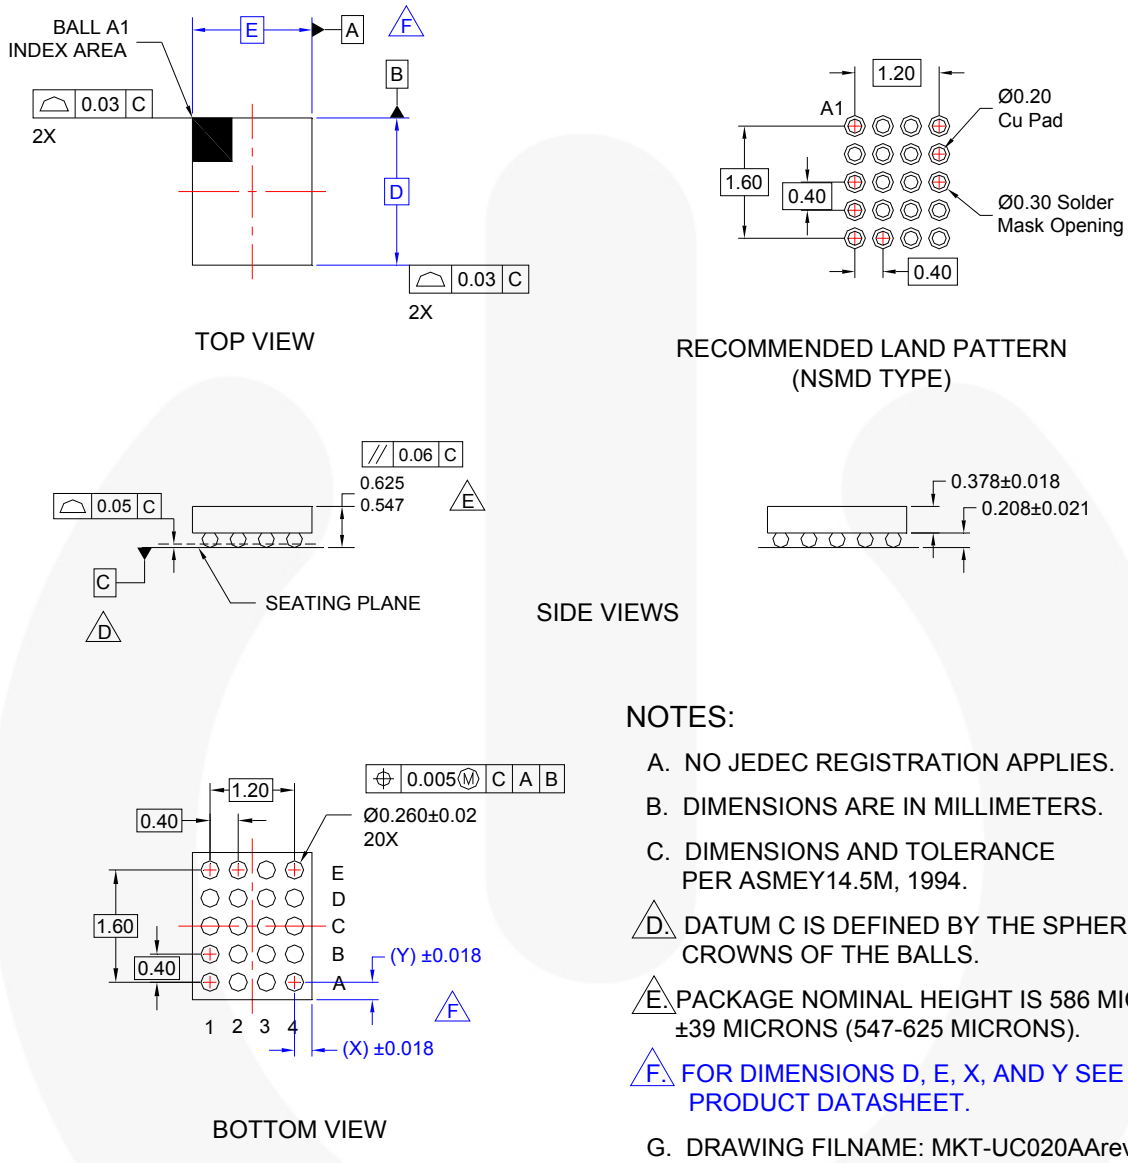 BALL A1
INDEX AREA
E
A
F
B
0.03 C
2X
D
0.03 C
2X
TOP VIEW
1.20
A1
Ø0.20
Cu Pad
1.60
0.40
Ø0.30 Solder
Mask Opening
0.40
RECOMMENDED LAND PATTERN
(NSMD TYPE)
// 0.06 C
0.625
0.547
E
0.05 C
C
D
SEATING PLANE
0.378±0.018
0.208±0.021
SIDE VIEWS
1.20
0.005Ⓜ C A B
0.40
Ø0.260±0.02
20X
E
D
C
B
A
1.60
0.40
(Y) ±0.018
F
1 2 3 4
(X) ±0.018
BOTTOM VIEW
NOTES:
A. NO JEDEC REGISTRATION APPLIES.
B. DIMENSIONS ARE IN MILLIMETERS.
C. DIMENSIONS AND TOLERANCE
PER ASMEY14.5M, 1994.
D. DATUM C IS DEFINED BY THE SPHER
CROWNS OF THE BALLS.
E. PACKAGE NOMINAL HEIGHT IS 586 MI
±39 MICRONS (547-625 MICRONS).
F. FOR DIMENSIONS D, E, X, AND Y SEE
PRODUCT DATASHEET.
G. DRAWING FILNAME: MKT-UC020AArev